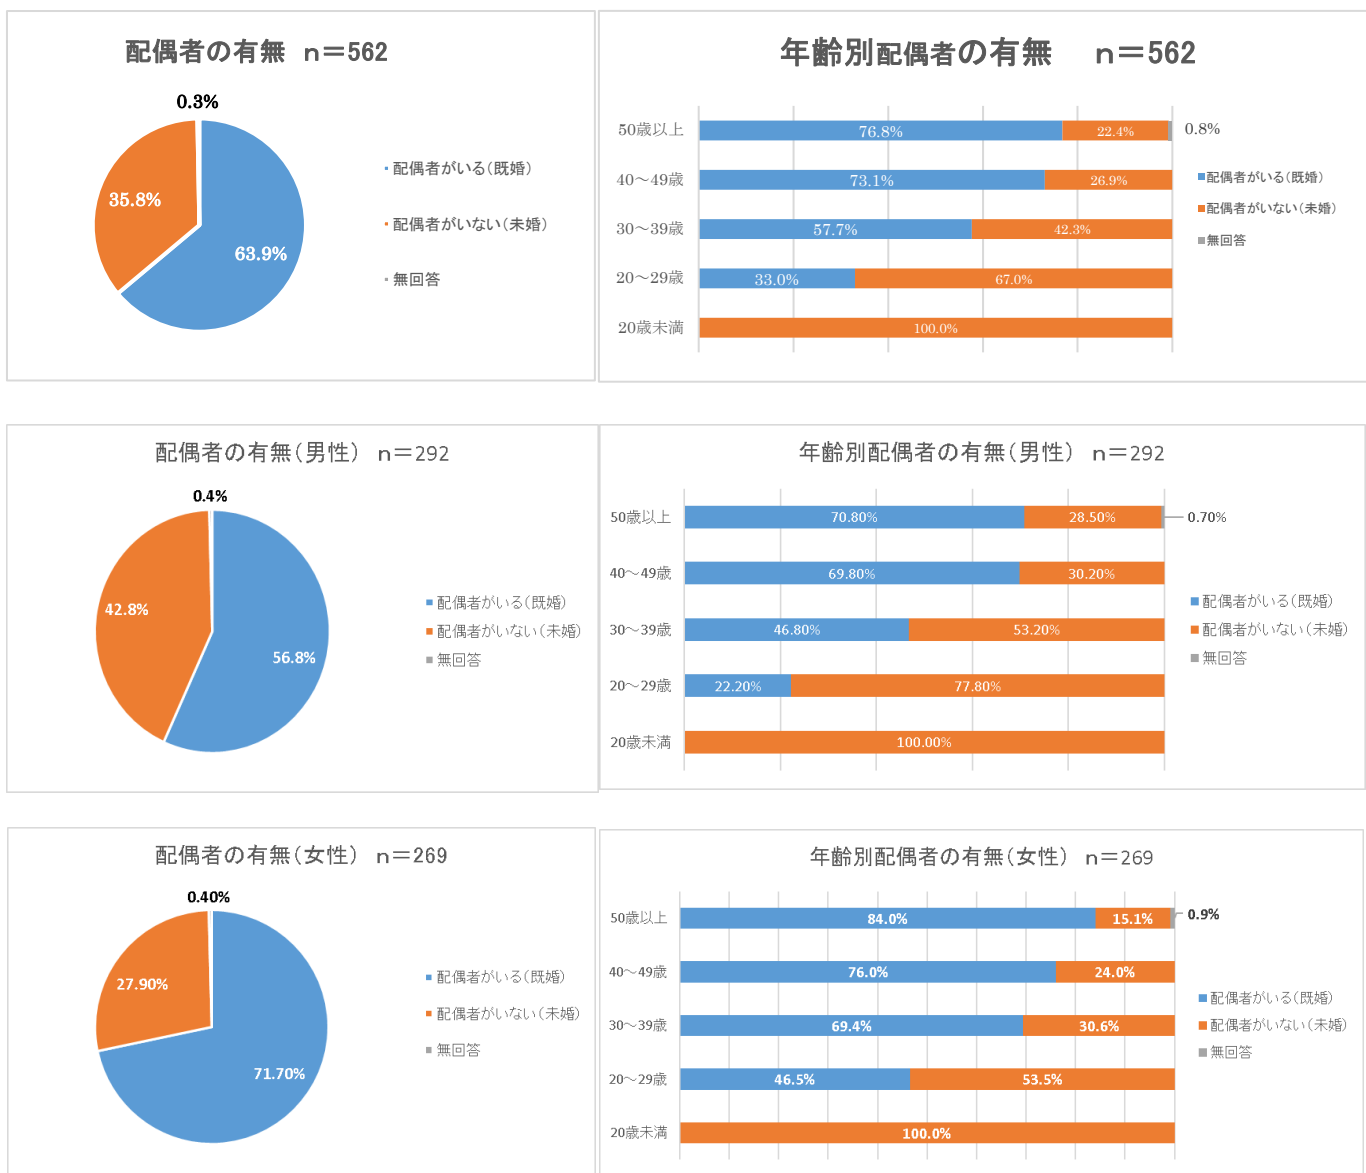 配偶者の有無 n＝562
0.3%
35.8%
63.9%
配偶者がいる（既婚）
配偶者がいない（未婚）
無回答
年齢別配偶者の有無 n＝562
50歳以上 76.8% 22.4% 0.8%
40～49歳 73.1% 26.9%
30～39歳 57.7% 42.3%
20～29歳 33.0% 67.0%
20歳未満 100.0%
配偶者がいる（既婚）
配偶者がいない（未婚）
無回答
配偶者の有無（男性） n＝292
0.4%
42.8%
56.8%
配偶者がいる（既婚）
配偶者がいない（未婚）
無回答
年齢別配偶者の有無（男性） n＝292
50歳以上 70.80% 28.50% 0.70%
40～49歳 69.80% 30.20%
30～39歳 46.80% 53.20%
20～29歳 22.20% 77.80%
20歳未満 100.00%
配偶者がいる（既婚）
配偶者がいない（未婚）
無回答
配偶者の有無（女性） n＝269
0.40%
27.90%
71.70%
配偶者がいる（既婚）
配偶者がいない（未婚）
無回答
年齢別配偶者の有無（女性） n＝269
50歳以上 84.0% 15.1% 0.9%
40～49歳 76.0% 24.0%
30～39歳 69.4% 30.6%
20～29歳 46.5% 53.5%
20歳未満 100.0%
配偶者がいる（既婚）
配偶者がいない（未婚）
無回答